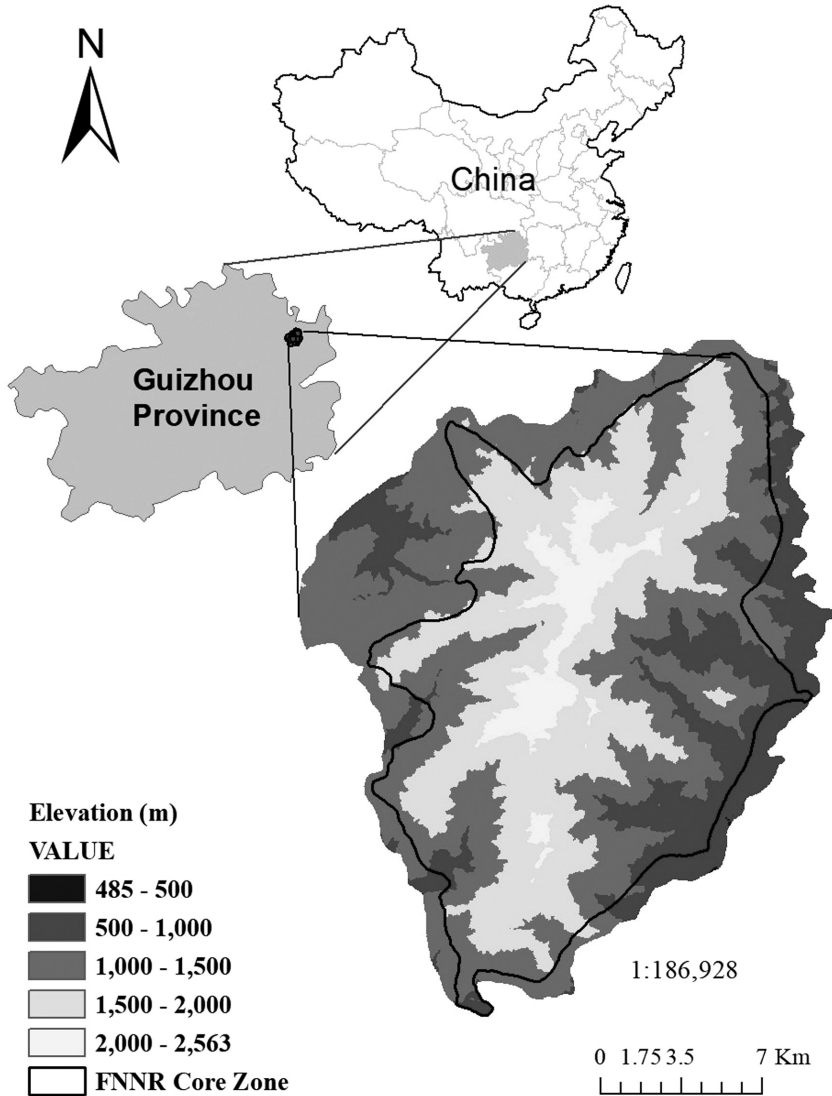 N
China
Guizhou
Province
Elevation (m)
VALUE
485 - 500
500 - 1,000
1,000 - 1,500
1,500 - 2,000
2,000 - 2,563
FNNR Core Zone
1:186,928
0 1.75 3.5 7 Km